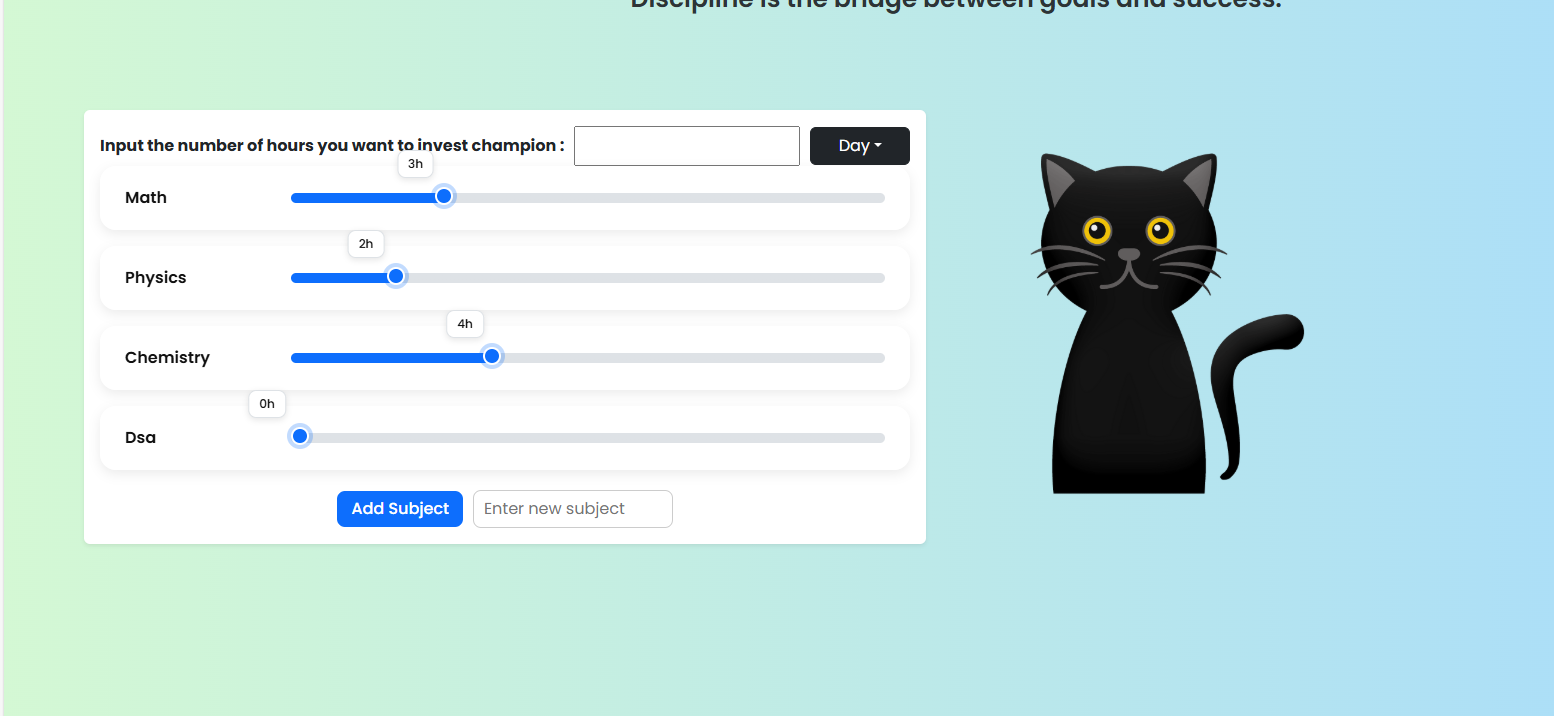 Discipline is the bridge between goals and success.
Input the number of hours you want to invest champion :
Day
3h
Math
2h
Physics
4h
Chemistry
0h
Dsa
Add Subject
Enter new subject